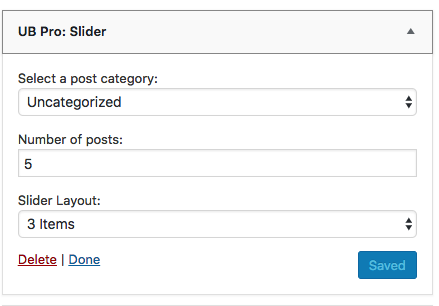 UB Pro: Slider
Select a post category:
Uncategorized
Number of posts:
5
Slider Layout:
3 Items
Delete | Done
Saved